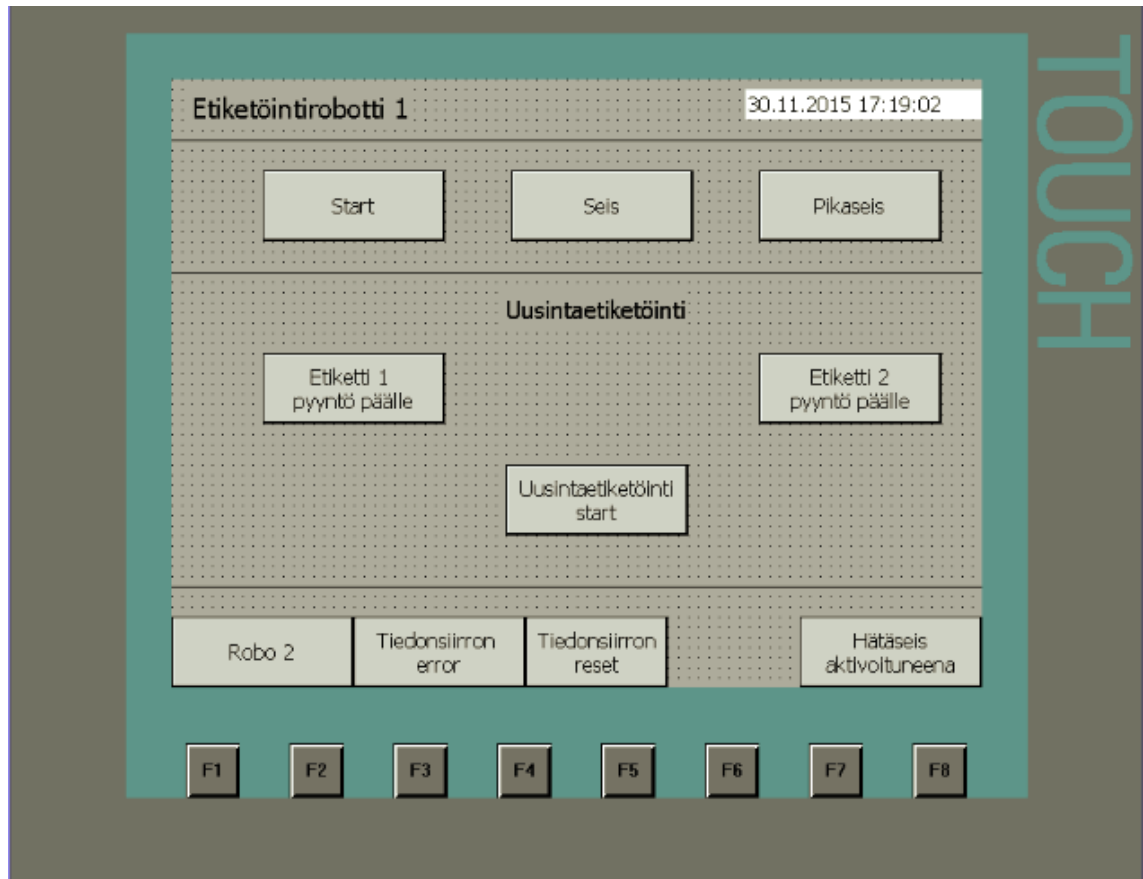 Etiketöintirobotti 1
30.11.2015 17:19:02
Start
Seis
Pikaseis
Uusintaetiketöinti
Etiketti 1
pyyntö päälle
Etiketti 2
pyyntö päälle
Uusintaetiketöinti
start
Robo 2
Tiedonsiirron
error
Tiedonsiirron
reset
Hätäseis
aktivoituneena
F1 F2 F3 F4 F5 F6 F7 F8
TOUCH